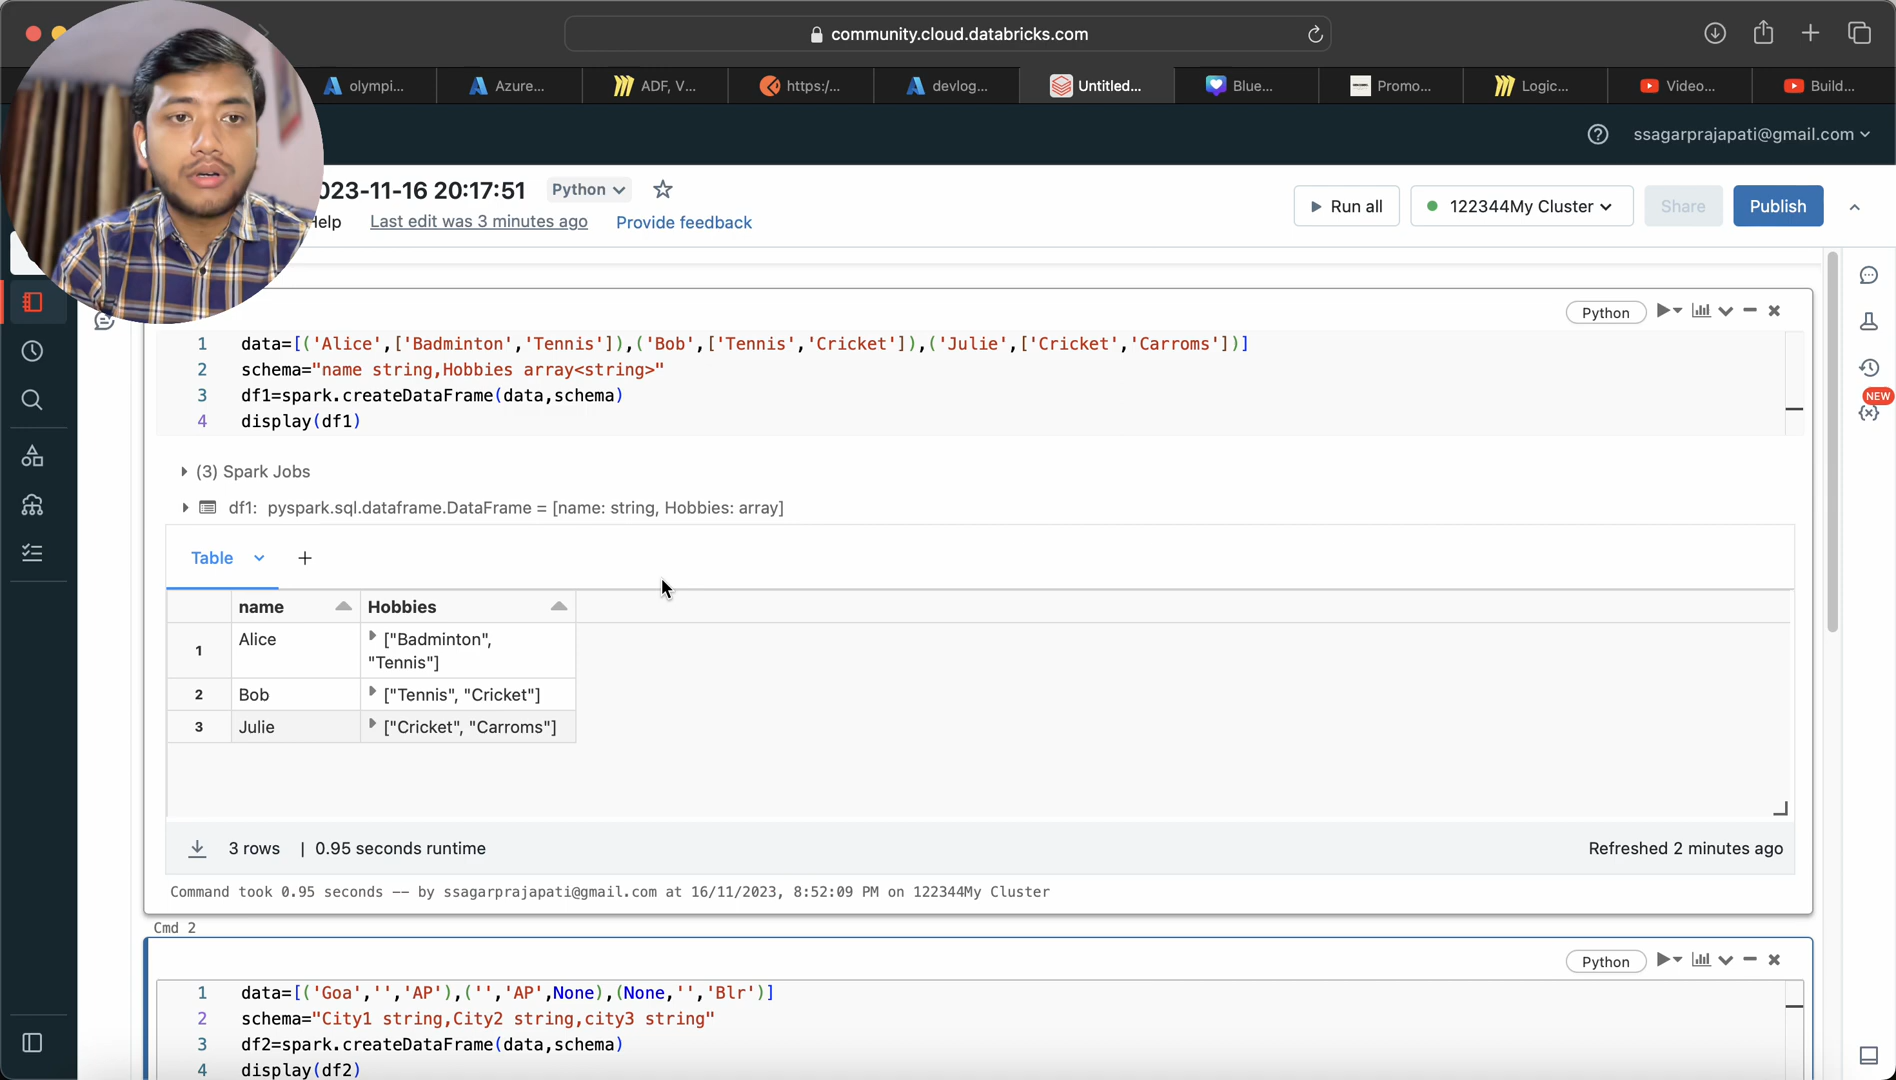 community.cloud.databricks.com
olympi...
Azure...
ADF, V...
https:/...
devlog...
Untitled...
Blue...
Promo...
Logic...
Video...
Build...
ssagarprajapati@gmail.com
023-11-16 20:17:51
Python
Help
Last edit was 3 minutes ago
Provide feedback
Run all
122344My Cluster
Share
Publish
Python
1 data=[('Alice',['Badminton','Tennis']),('Bob',['Tennis','Cricket']),('Julie',['Cricket','Carroms'])]
2 schema="name string,Hobbies array<string>"
3 df1=spark.createDataFrame(data,schema)
4 display(df1)
NEW
(3) Spark Jobs
df1: pyspark.sql.dataframe.DataFrame = [name: string, Hobbies: array]
Table
+
name Hobbies
1 Alice ["Badminton",
"Tennis"]
2 Bob ["Tennis", "Cricket"]
3 Julie ["Cricket", "Carroms"]
3 rows | 0.95 seconds runtime
Refreshed 2 minutes ago
Command took 0.95 seconds -- by ssagarprajapati@gmail.com at 16/11/2023, 8:52:09 PM on 122344My Cluster
Cmd 2
Python
1 data=[('Goa','','AP'),('','AP',None),(None,'','Blr')]
2 schema="City1 string,City2 string,city3 string"
3 df2=spark.createDataFrame(data,schema)
4 display(df2)